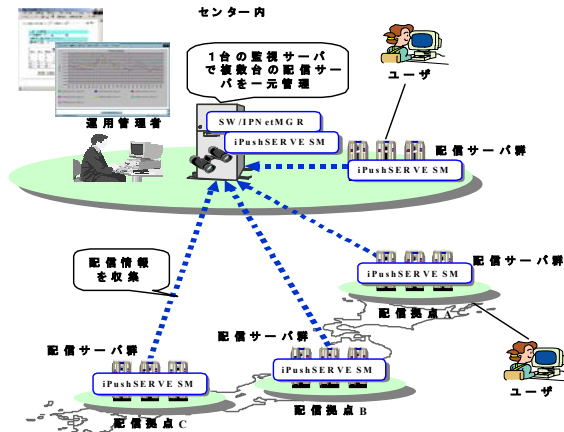 センター内
1台の監視サーバ
で複数台の配信サー
バを一元管理
ユーザ
運用管理者
SW/IPNetMGR
iPushSERVE SM
配信サーバ群
iPushSERVE SM
配信情報
を収集
配信サーバ群
iPushSERVE SM
配信拠点A
配信サーバ群
iPushSERVE SM
配信拠点B
配信サーバ群
iPushSERVE SM
配信拠点C
ユーザ